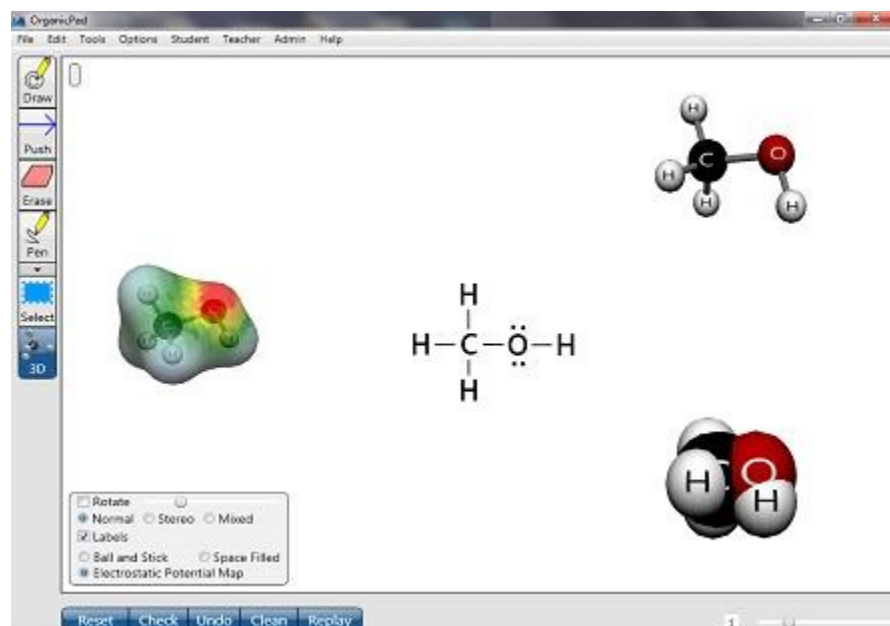 OrganicPad
File Edit Tools Options Student Teacher Admin Help
Draw
Push
Erase
Pen
Select
3D
H
C O
H H
H
H
H C O H
H
H
C O
H H
H
H
C O
H
H
Rotate
Normal Stereo Mixed
Labels
Ball and Stick Space Filled
Electrostatic Potential Map
Reset Check Undo Clean Replay
1